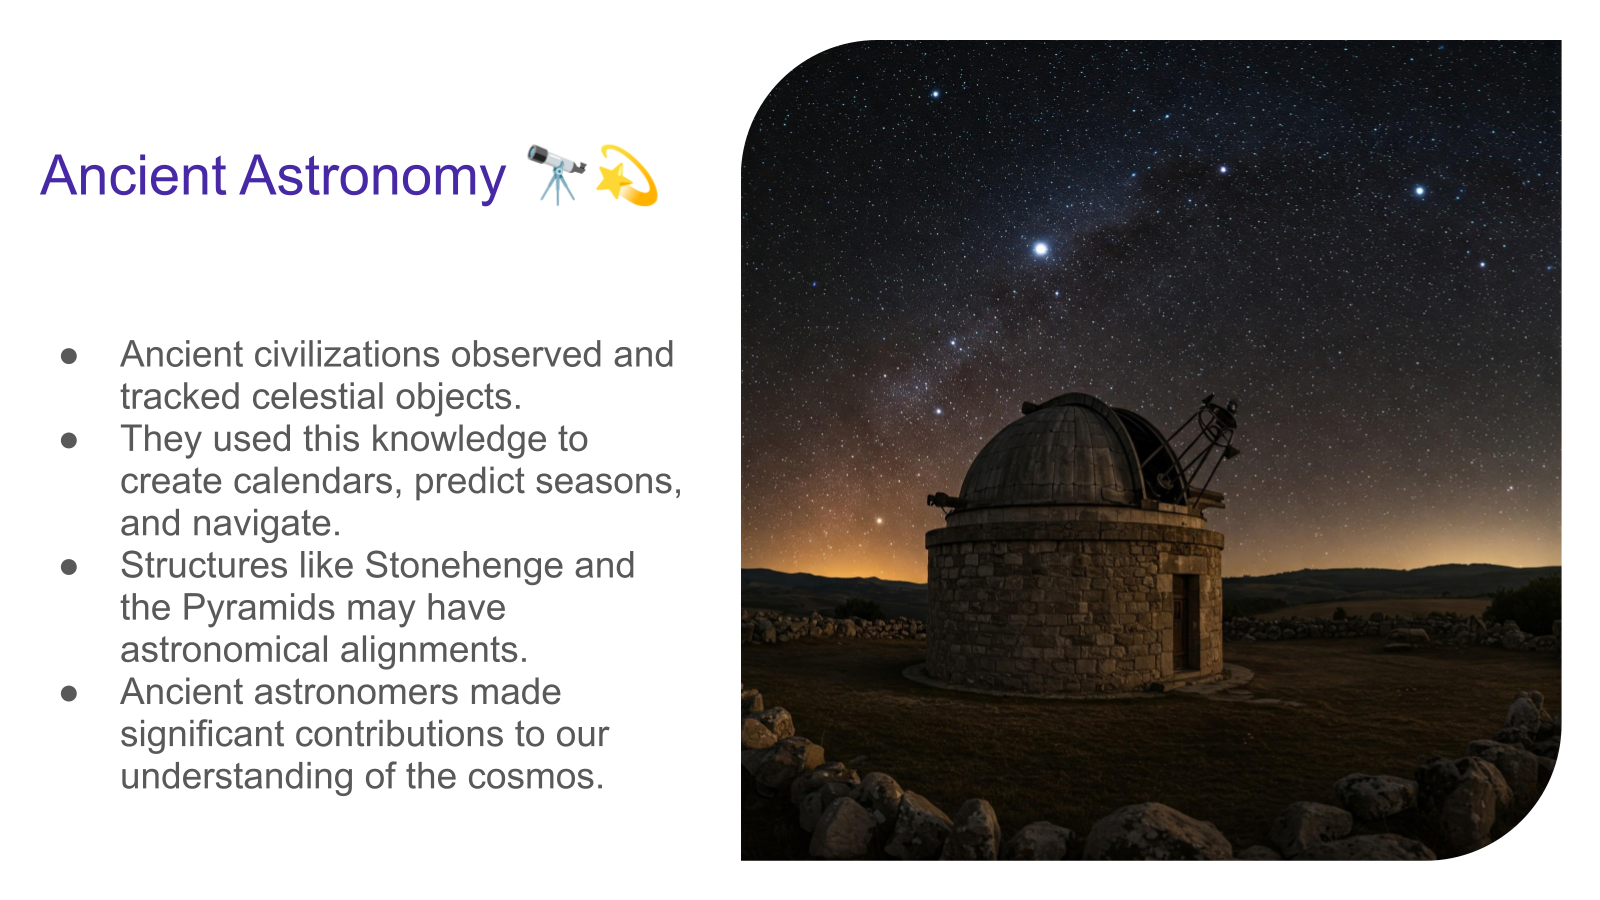 Ancient Astronomy 🔭💫
● Ancient civilizations observed and
tracked celestial objects.
● They used this knowledge to
create calendars, predict seasons,
and navigate.
● Structures like Stonehenge and
the Pyramids may have
astronomical alignments.
● Ancient astronomers made
significant contributions to our
understanding of the cosmos.